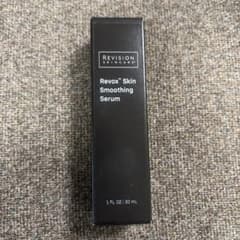 REVISION
SKINCARE
Revox™ Skin
Smoothing
Serum
1 FL OZ / 30 mL